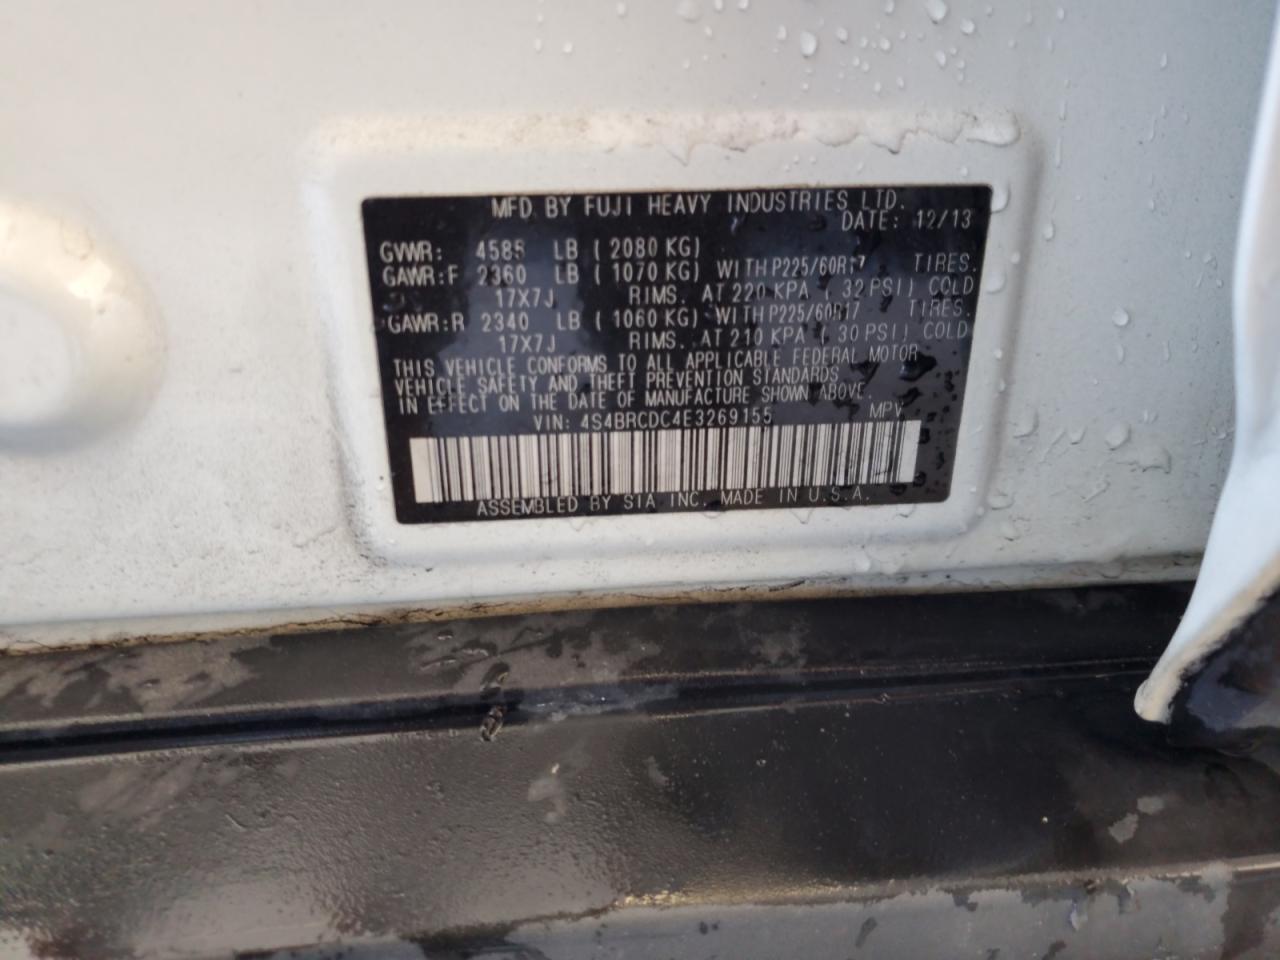 MFD. BY FUJI HEAVY INDUSTRIES LTD.
DATE: 12/13
GVWR: 4585 LB ( 2080 KG)
GAWR:F 2360 LB ( 1070 KG) WITH P225/60R17 TIRES.
17X7J RIMS. AT 220 KPA ( 32 PSI) COLD
GAWR:R 2340 LB ( 1060 KG) WITH P225/60R17 TIRES.
17X7J RIMS. AT 210 KPA ( 30 PSI) COLD
THIS VEHICLE CONFORMS TO ALL APPLICABLE FEDERAL MOTOR
VEHICLE SAFETY AND THEFT PREVENTION STANDARDS
IN EFFECT ON THE DATE OF MANUFACTURE SHOWN ABOVE.
VIN: 4S4BRCDC4E3269155 MPV
ASSEMBLED BY SIA INC. MADE IN U.S.A.